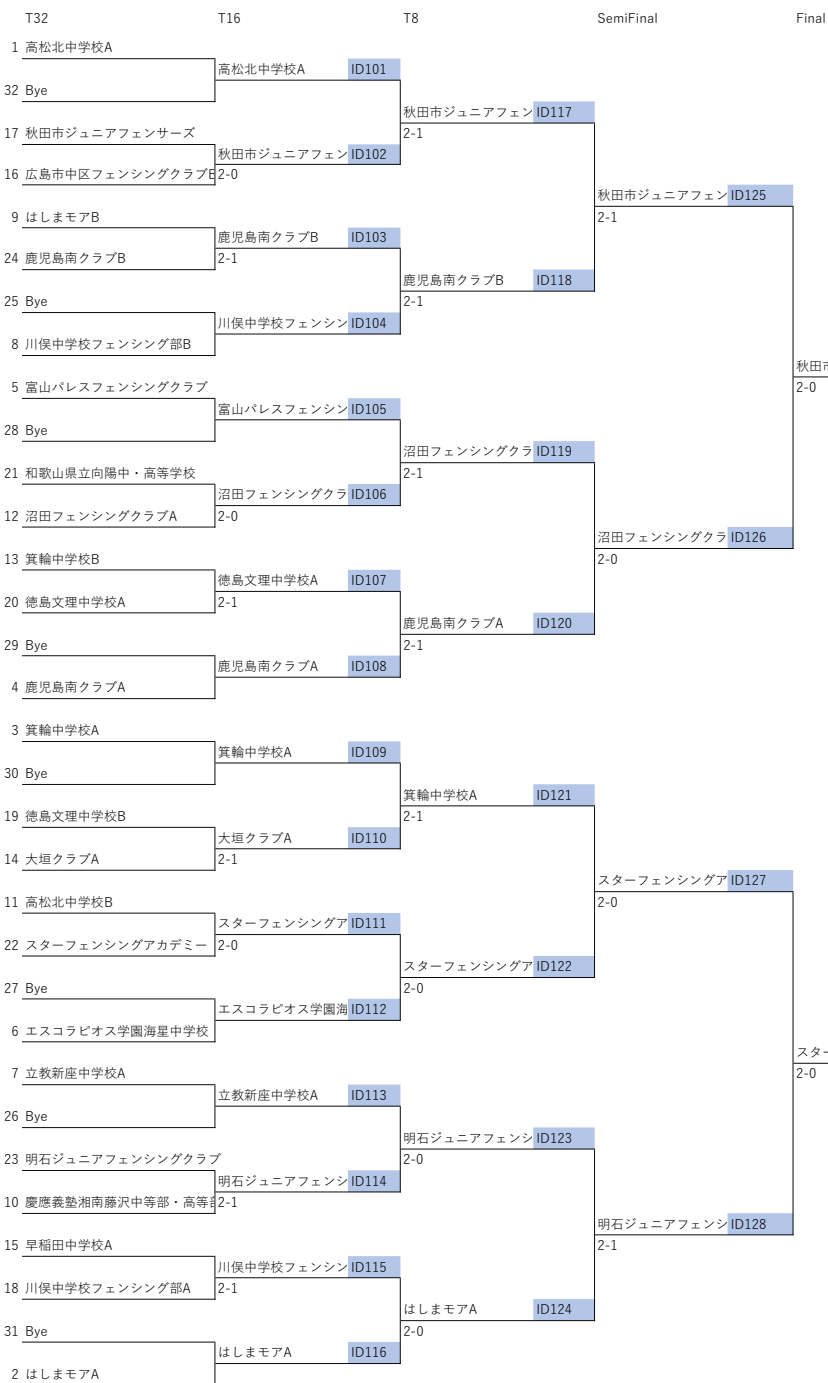 T32 T16 T8 SemiFinal Final
1 高松北中学校A
高松北中学校A ID101
32 Bye
秋田市ジュニアフェン ID117
17 秋田市ジュニアフェンサーズ
2-1
秋田市ジュニアフェン ID102
16 広島市中区フェンシングクラブB
2-0
秋田市ジュニアフェン ID125
9 はしまモアB
2-1
鹿児島南クラブB ID103
24 鹿児島南クラブB
2-1
鹿児島南クラブB ID118
25 Bye
2-1
川俣中学校フェンシン ID104
8 川俣中学校フェンシング部B
秋田市
5 富山パレスフェンシングクラブ
2-0
富山パレスフェンシン ID105
28 Bye
沼田フェンシングクラ ID119
21 和歌山県立向陽中・高等学校
2-1
沼田フェンシングクラ ID106
12 沼田フェンシングクラブA
2-0
沼田フェンシングクラ ID126
13 箕輪中学校B
2-0
徳島文理中学校A ID107
20 徳島文理中学校A
2-1
鹿児島南クラブA ID120
29 Bye
2-1
鹿児島南クラブA ID108
4 鹿児島南クラブA
3 箕輪中学校A
箕輪中学校A ID109
30 Bye
箕輪中学校A ID121
19 徳島文理中学校B
2-1
大垣クラブA ID110
14 大垣クラブA
2-1
スターフェンシングア ID127
11 高松北中学校B
2-0
スターフェンシングア ID111
22 スターフェンシングアカデミー
2-0
スターフェンシングア ID122
27 Bye
2-0
エスコラピオス学園海 ID112
6 エスコラピオス学園海星中学校
スター
7 立教新座中学校A
2-0
立教新座中学校A ID113
26 Bye
明石ジュニアフェンシ ID123
23 明石ジュニアフェンシングクラブ
2-0
明石ジュニアフェンシ ID114
10 慶應義塾湘南藤沢中等部・高等部
2-1
明石ジュニアフェンシ ID128
15 早稲田中学校A
2-1
川俣中学校フェンシン ID115
18 川俣中学校フェンシング部A
2-1
はしまモアA ID124
31 Bye
2-0
はしまモアA ID116
2 はしまモアA